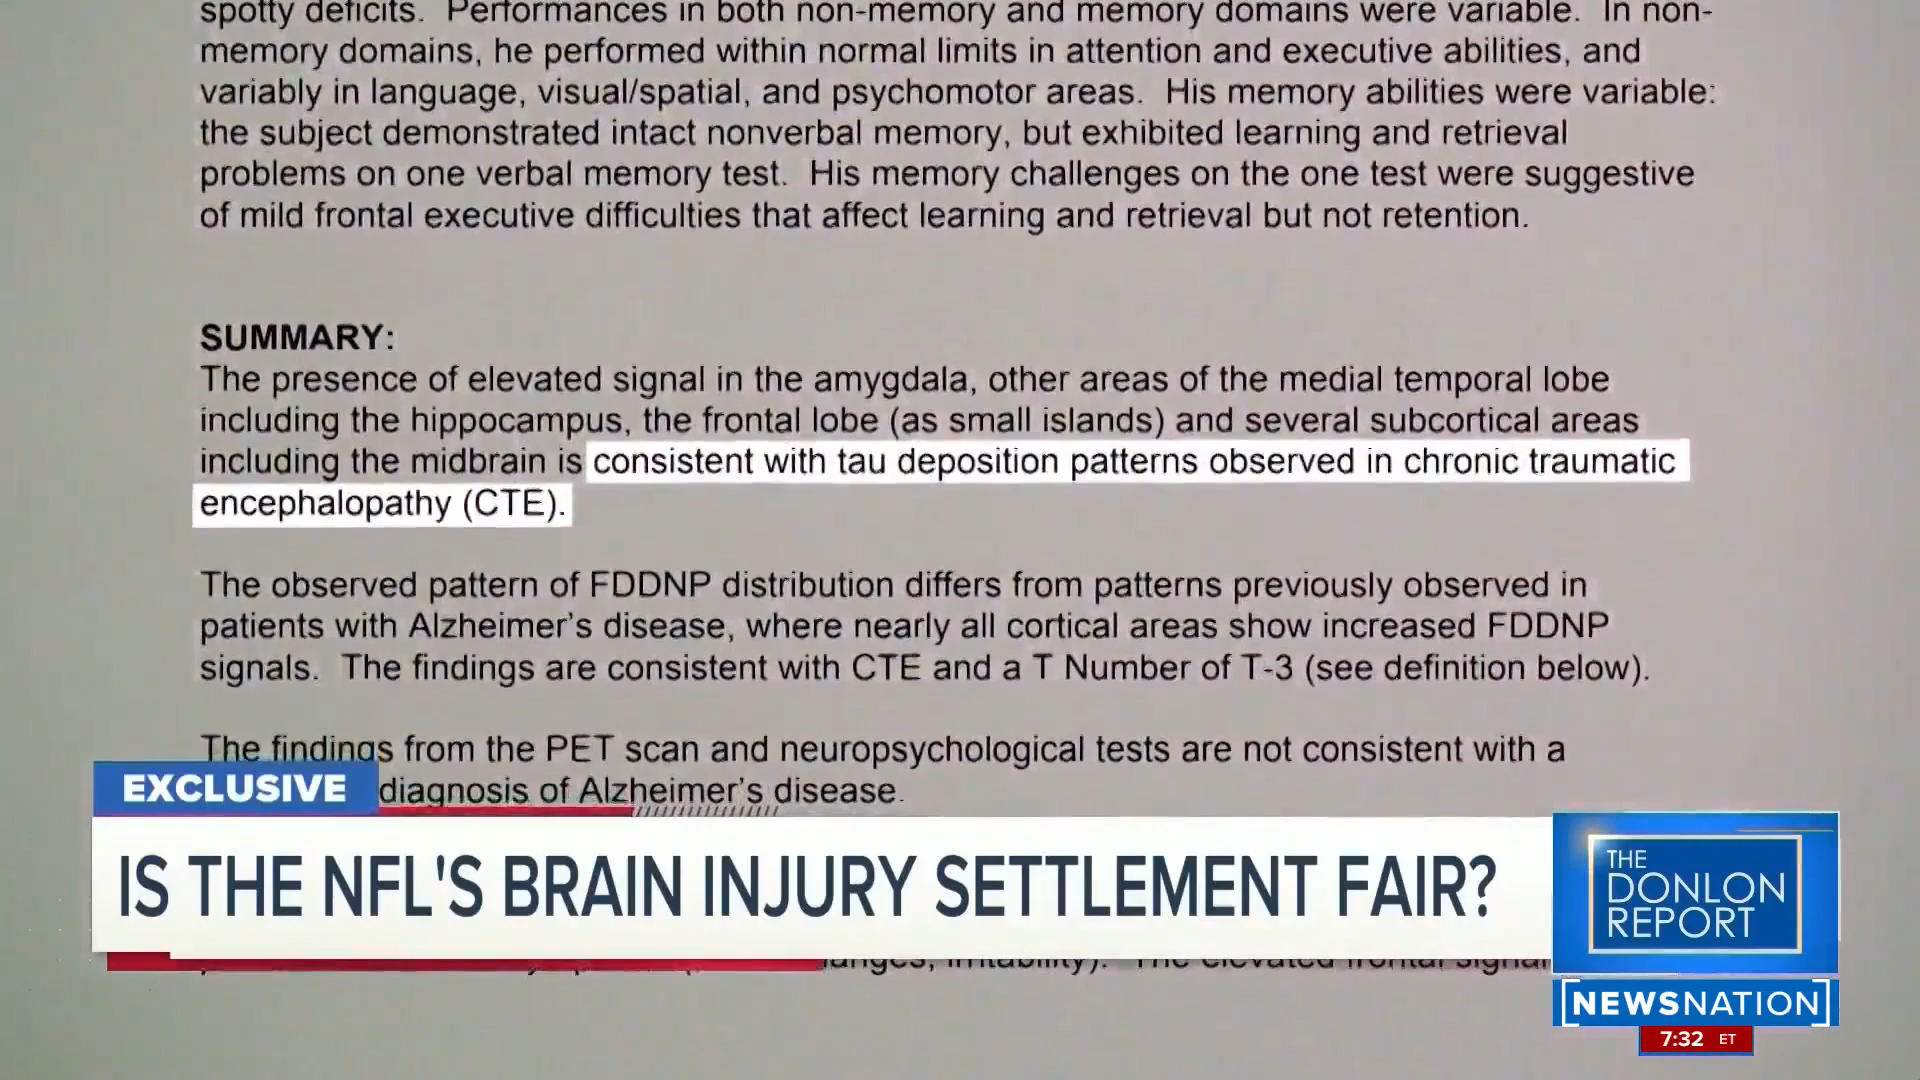 spotty deficits. Performances in both non-memory and memory domains were variable. In non-
memory domains, he performed within normal limits in attention and executive abilities, and
variably in language, visual/spatial, and psychomotor areas. His memory abilities were variable:
the subject demonstrated intact nonverbal memory, but exhibited learning and retrieval
problems on one verbal memory test. His memory challenges on the one test were suggestive
of mild frontal executive difficulties that affect learning and retrieval but not retention.
SUMMARY:
The presence of elevated signal in the amygdala, other areas of the medial temporal lobe
including the hippocampus, the frontal lobe (as small islands) and several subcortical areas
including the midbrain is consistent with tau deposition patterns observed in chronic traumatic
encephalopathy (CTE).
The observed pattern of FDDNP distribution differs from patterns previously observed in
patients with Alzheimer's disease, where nearly all cortical areas show increased FDDNP
signals. The findings are consistent with CTE and a T Number of T-3 (see definition below).
The findings from the PET scan and neuropsychological tests are not consistent with a
diagnosis of Alzheimer's disease.
EXCLUSIVE
IS THE NFL'S BRAIN INJURY SETTLEMENT FAIR?
irritability). The elevated frontal signal
THE
DONLON
REPORT
[NEWSNATION]
7:32 ET